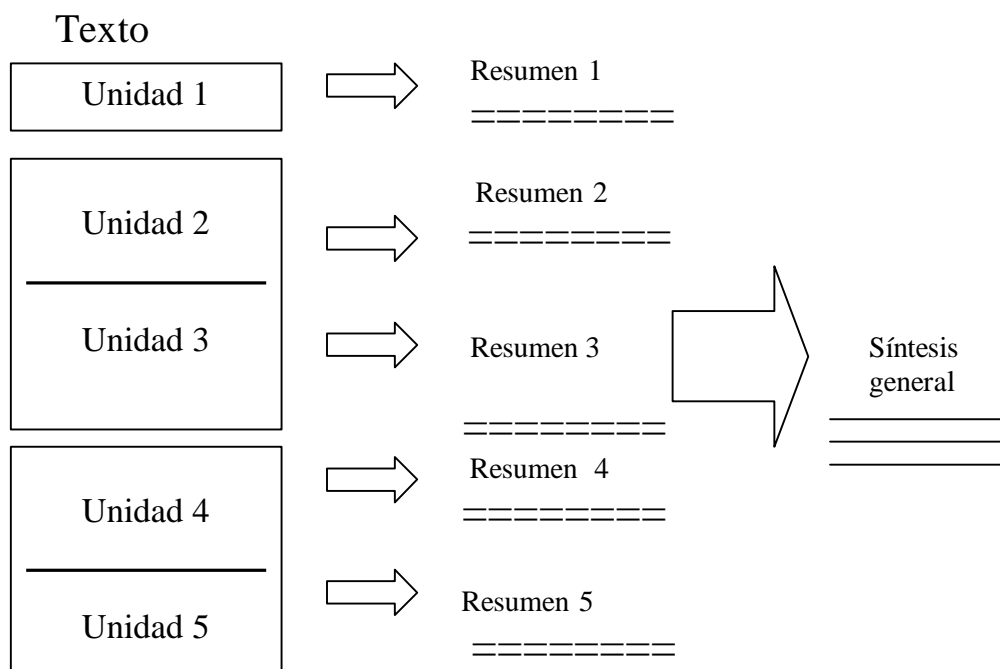 Texto
Unidad 1
Resumen 1
========
Unidad 2
Resumen 2
========
Unidad 3
Resumen 3
========
Síntesis
general
Unidad 4
Resumen 4
========
Unidad 5
Resumen 5
========